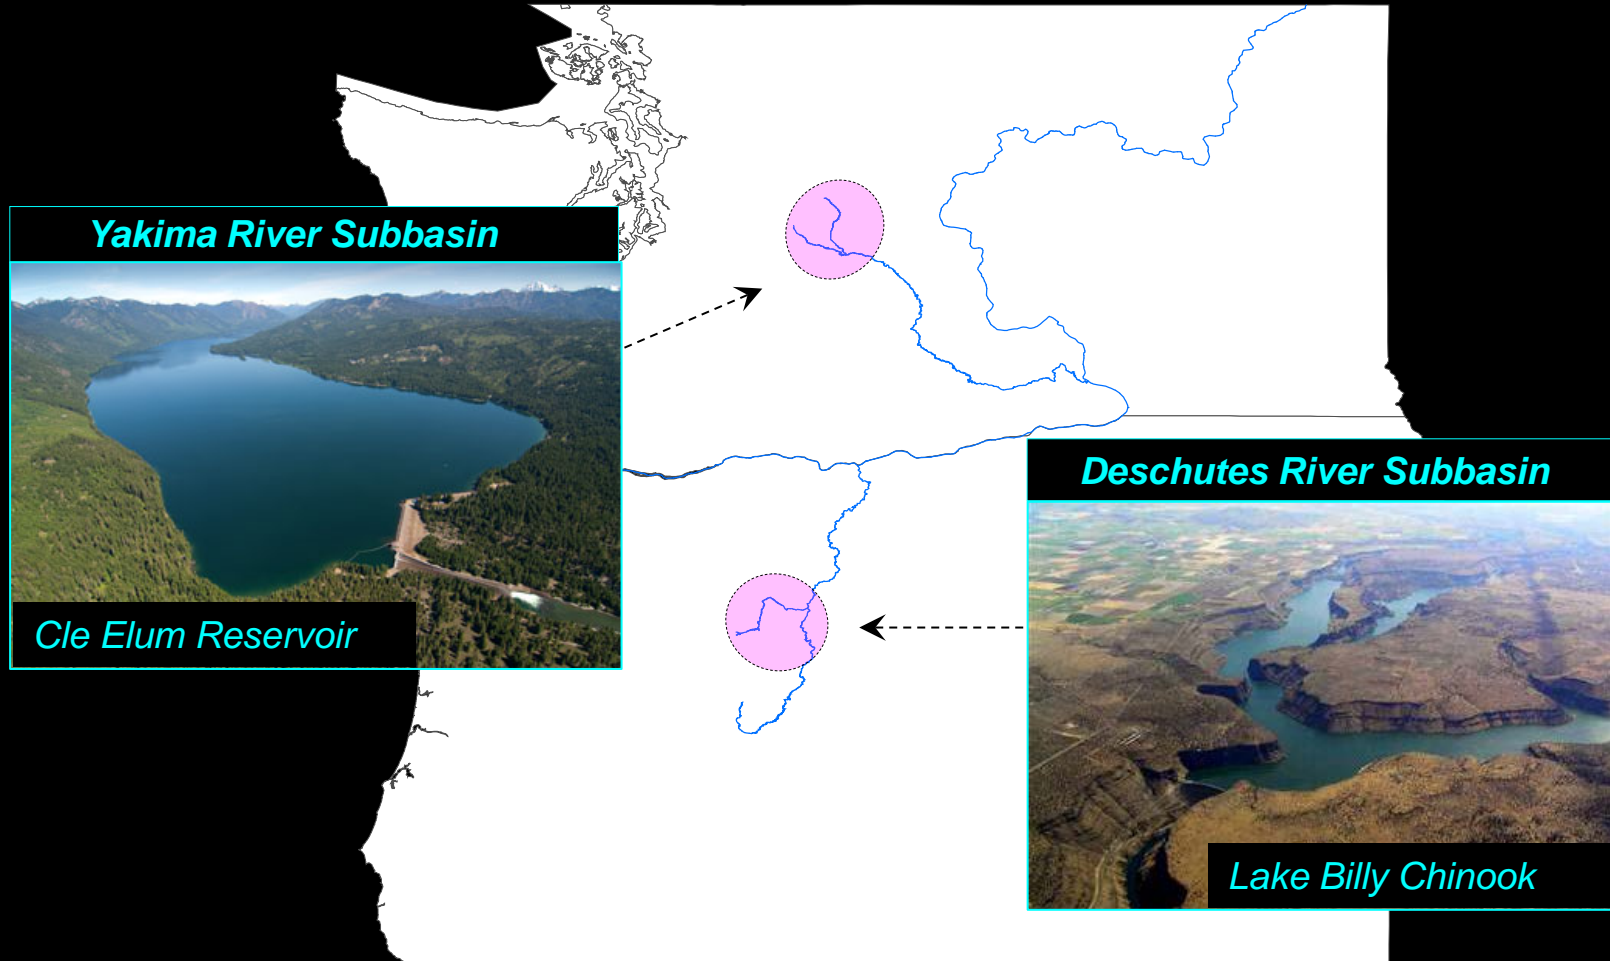 Yakima River Subbasin
Cle Elum Reservoir
Deschutes River Subbasin
Lake Billy Chinook